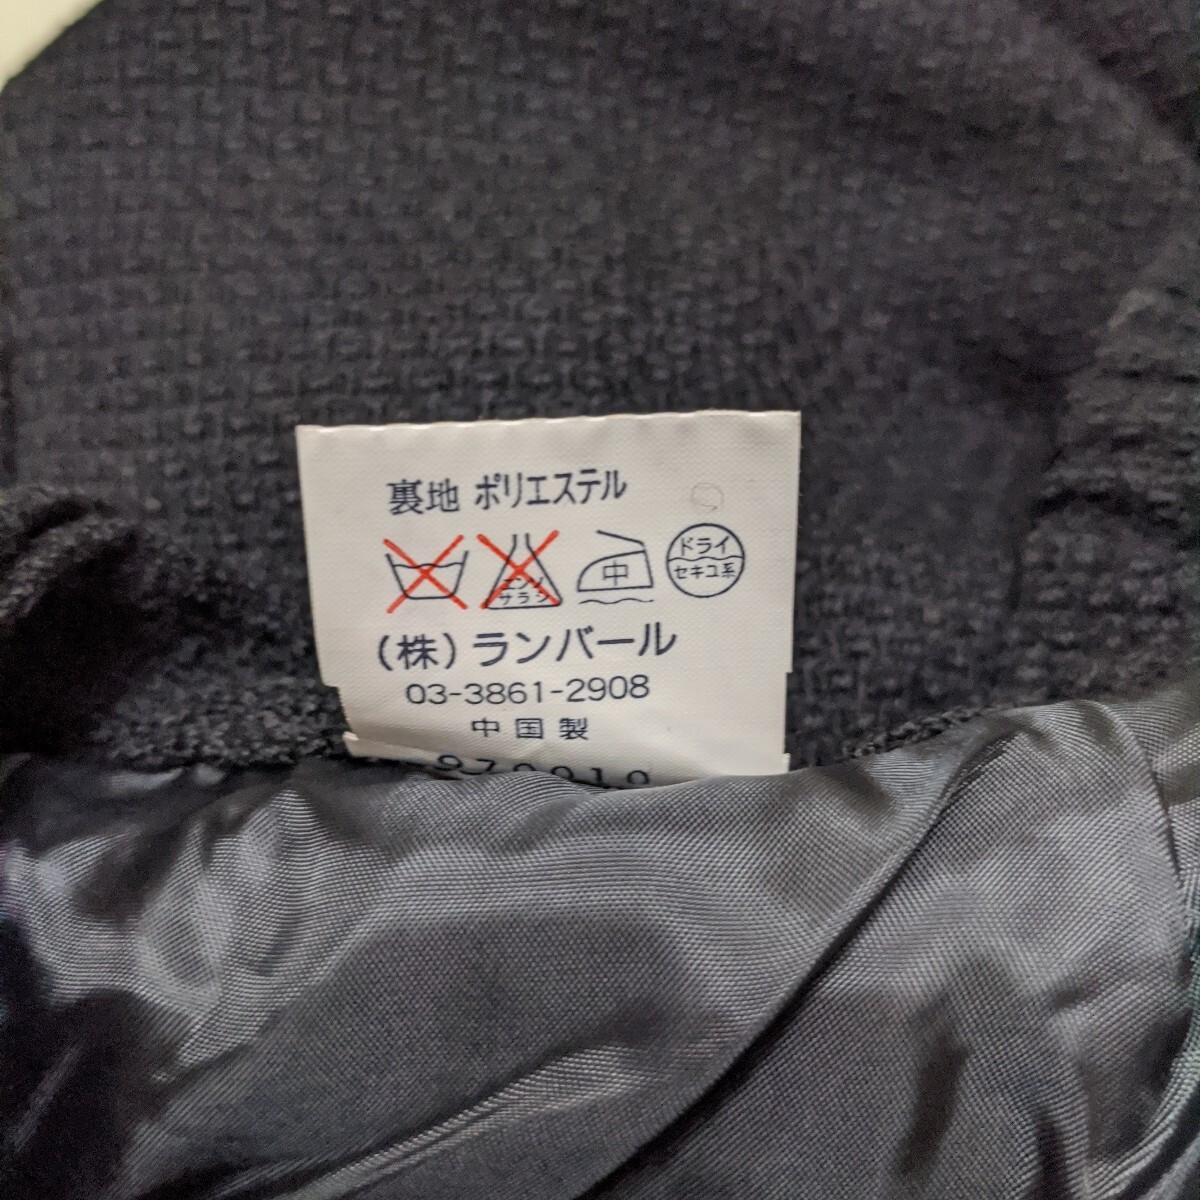 裏地 ポリエステル
エンソ
サラシ
中
ドライ
セキユ系
(株) ランバール
03-3861-2908
中国製